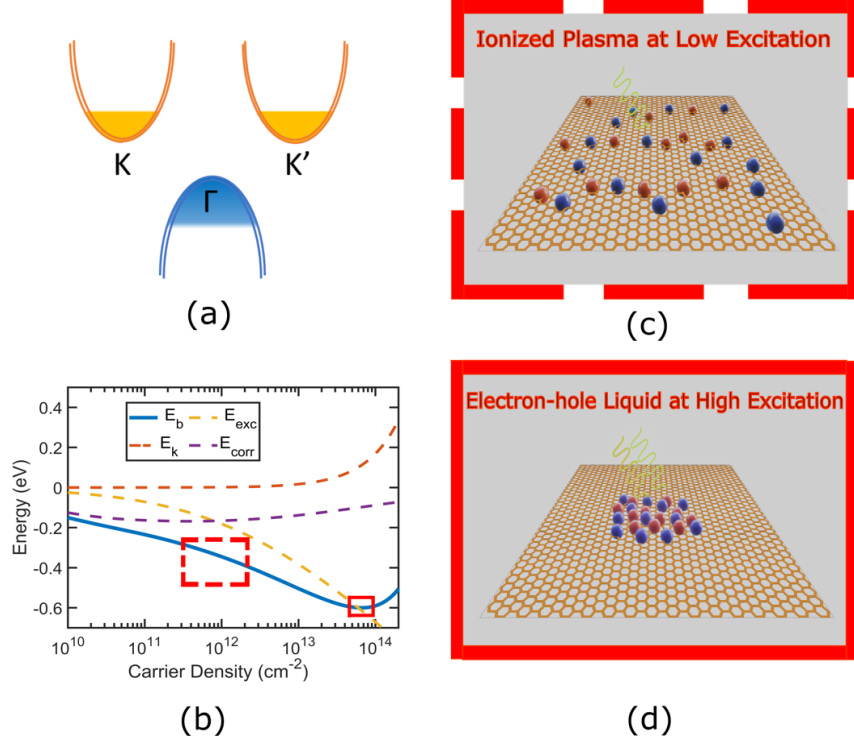 K
K’
Γ
(a)
Ionized Plasma at Low Excitation
(c)
0.4
0.2
0
-0.2
-0.4
-0.6
Energy (eV)
E_b
E_exc
E_k
E_corr
10^10
10^11
10^12
10^13
10^14
Carrier Density (cm^-2)
(b)
Electron-hole Liquid at High Excitation
(d)